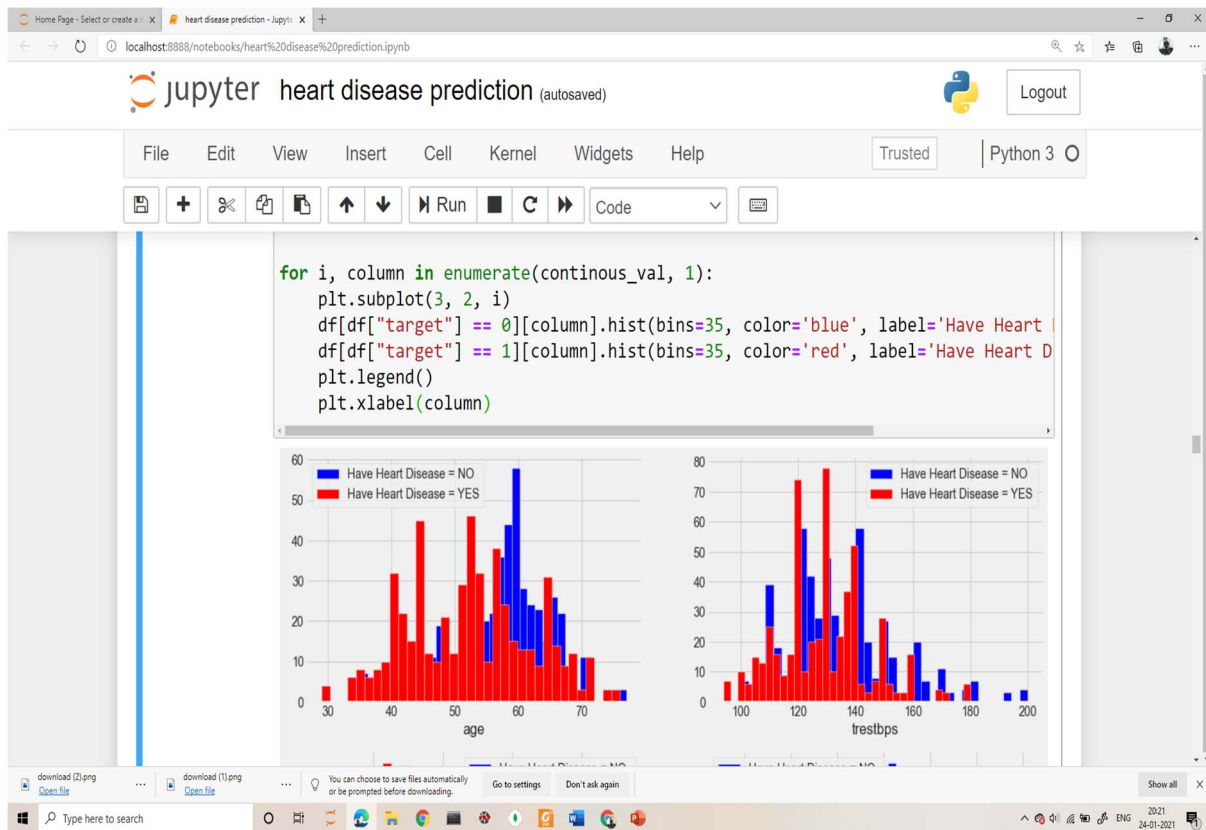 Home Page - Select or create a n
heart disease prediction - Jupyte
localhost:8888/notebooks/heart%20disease%20prediction.ipynb
jupyter heart disease prediction (autosaved)
Logout
File Edit View Insert Cell Kernel Widgets Help
Trusted
Python 3
Run
Code
for i, column in enumerate(continous_val, 1):
plt.subplot(3, 2, i)
df[df["target"] == 0][column].hist(bins=35, color='blue', label='Have Heart
df[df["target"] == 1][column].hist(bins=35, color='red', label='Have Heart D
plt.legend()
plt.xlabel(column)
60
50
40
30
20
10
0
Have Heart Disease = NO
Have Heart Disease = YES
30 40 50 60 70
age
80
70
60
50
40
30
20
10
0
Have Heart Disease = NO
Have Heart Disease = YES
100 120 140 160 180 200
trestbps
download (2).png
Open file
download (1).png
Open file
You can choose to save files automatically
or be prompted before downloading.
Go to settings
Don't ask again
Show all
Type here to search
ENG
20:21
24-01-2021